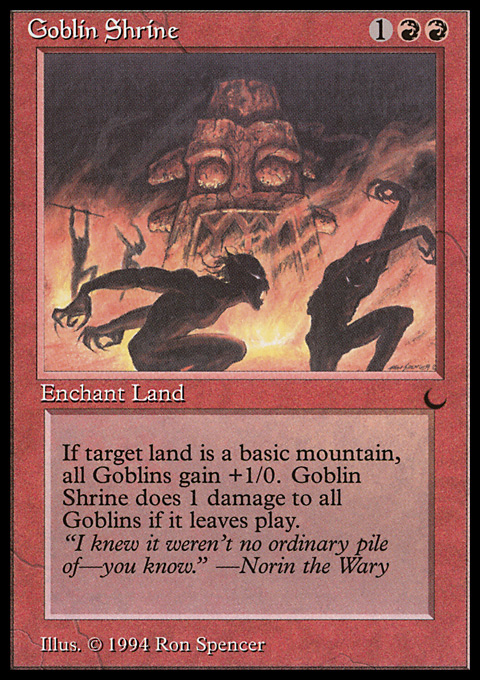 Goblin Shrine
1
Enchant Land
If target land is a basic mountain,
all Goblins gain +1/0. Goblin
Shrine does 1 damage to all
Goblins if it leaves play.
“I knew it weren’t no ordinary pile
of—you know.” —Norin the Wary
Illus. © 1994 Ron Spencer